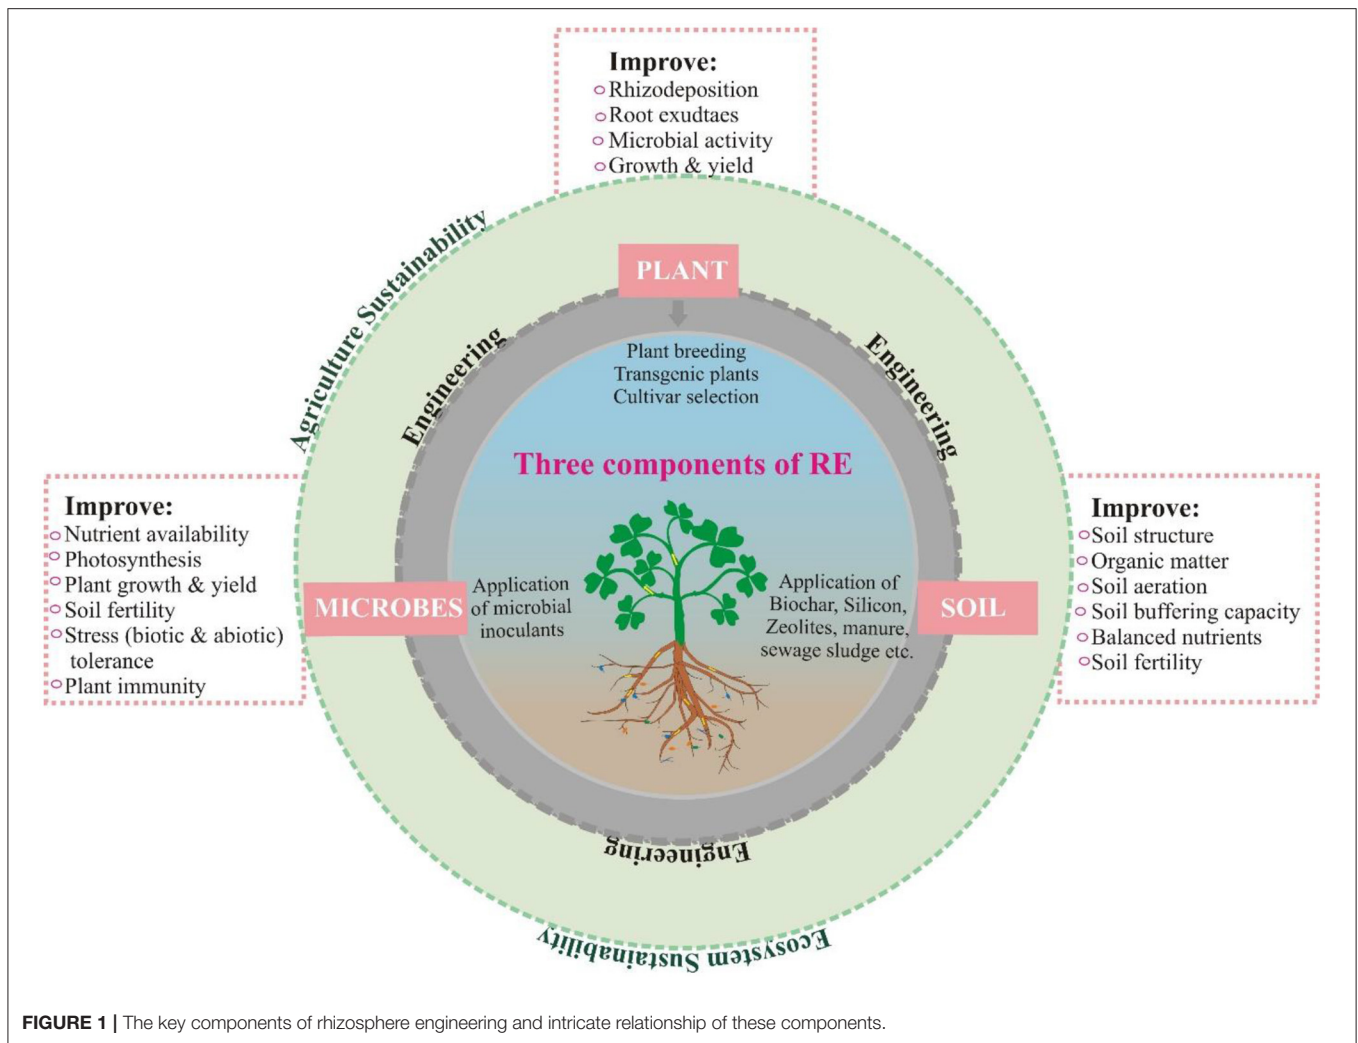 Improve:
Rhizodeposition
Root exudtaes
Microbial activity
Growth & yield
Agriculture Sustainability
PLANT
Engineering
Engineering
Plant breeding
Transgenic plants
Cultivar selection
Three components of RE
Improve:
Nutrient availability
Photosynthesis
Plant growth & yield
Soil fertility
Stress (biotic & abiotic)
tolerance
Plant immunity
MICROBES
Application
of microbial
inoculants
Application of
Biochar, Silicon,
Zeolites, manure,
sewage sludge etc.
SOIL
Improve:
Soil structure
Organic matter
Soil aeration
Soil buffering capacity
Balanced nutrients
Soil fertility
Engineering
Ecosystem Sustainability
FIGURE 1 | The key components of rhizosphere engineering and intricate relationship of these components.